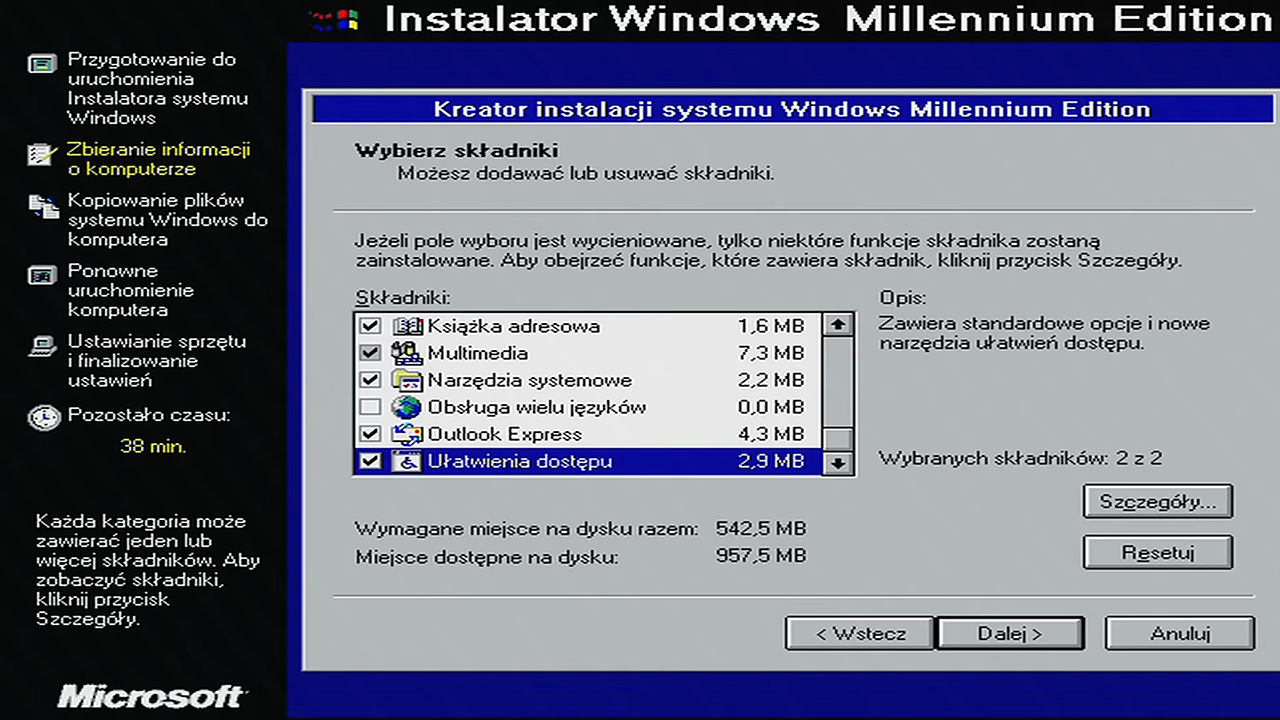 Instalator Windows Millennium Edition
Przygotowanie do
uruchomienia
Instalatora systemu
Windows
Zbieranie informacji
o komputerze
Kopiowanie plików
systemu Windows do
komputera
Ponowne
uruchomienie
komputera
Ustawianie sprzętu
i finalizowanie
ustawień
Pozostało czasu:
38 min.
Każda kategoria może
zawierać jeden lub
więcej składników. Aby
zobaczyć składniki,
kliknij przycisk
Szczegóły.
Microsoft
Kreator instalacji systemu Windows Millennium Edition
Wybierz składniki
Możesz dodawać lub usuwać składniki.
Jeżeli pole wyboru jest wycieniowane, tylko niektóre funkcje składnika zostaną
zainstalowane. Aby obejrzeć funkcje, które zawiera składnik, kliknij przycisk Szczegóły.
Składniki:
Książka adresowa 1,6 MB
Multimedia 7,3 MB
Narzędzia systemowe 2,2 MB
Obsługa wielu języków 0,0 MB
Outlook Express 4,3 MB
Ułatwienia dostępu 2,9 MB
Opis:
Zawiera standardowe opcje i nowe
narzędzia ułatwień dostępu.
Wybranych składników: 2 z 2
Szczegóły...
Wymagane miejsce na dysku razem: 542,5 MB
Miejsce dostępne na dysku: 957,5 MB
Resetuj
< Wstecz
Dalej >
Anuluj